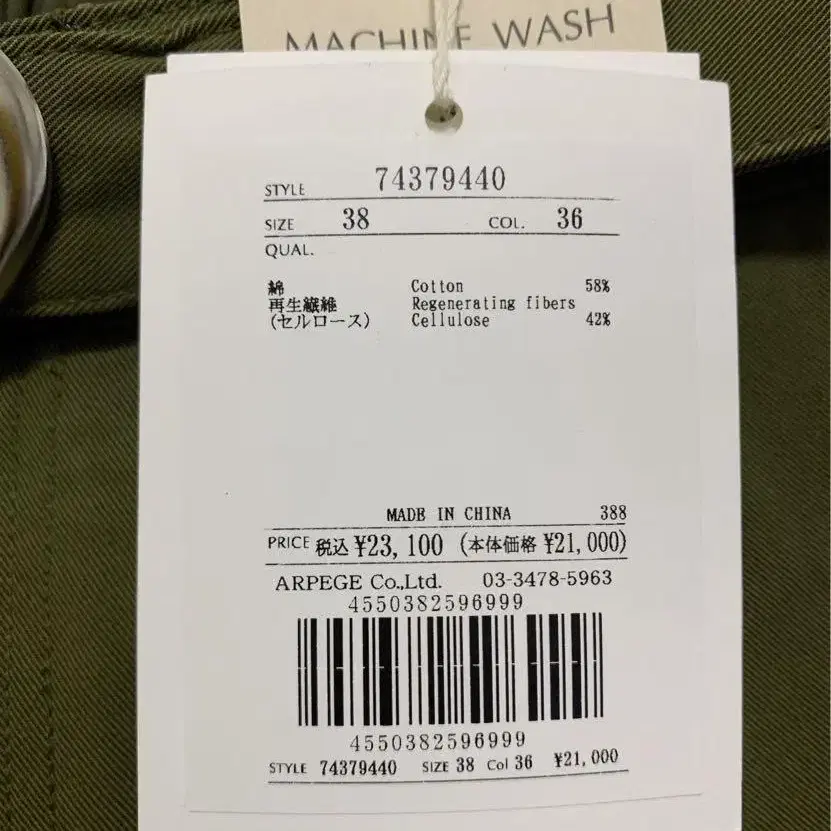 MACHINE WASH
STYLE 74379440
SIZE 38 COL. 36
QUAL.
綿 Cotton 58%
再生繊維 Regenerating fibers
(セルロース) Cellulose 42%
MADE IN CHINA 388
PRICE 税込 ¥23,100 (本体価格 ¥21,000)
ARPEGE Co.,Ltd. 03-3478-5963
4550382596999
4550382596999
STYLE 74379440 SIZE 38 Col 36 ¥21,000